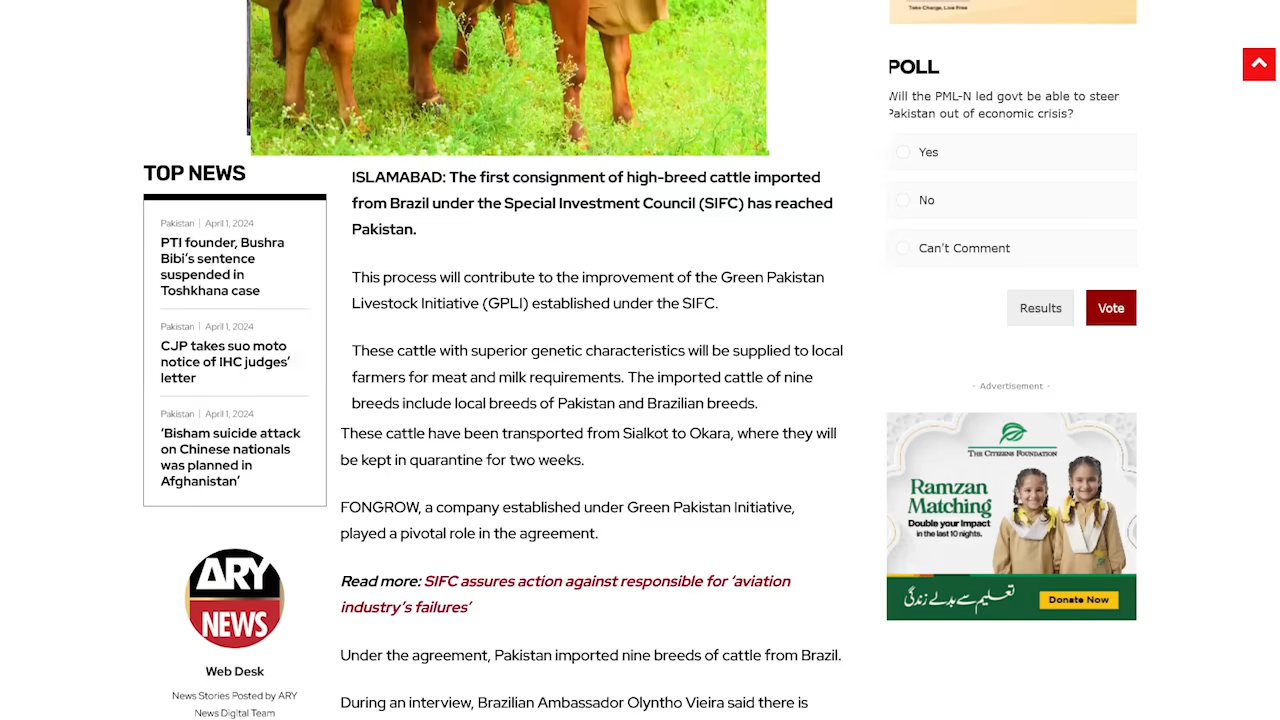 Take Charge, Live Free
POLL
Will the PML-N led govt be able to steer
Pakistan out of economic crisis?
Yes
No
Can't Comment
Results
Vote
- Advertisement -
THE CITIZENS FOUNDATION
Ramzan
Matching
Double your impact
in the last 10 nights.
تعلیم سے بدلے زندگی
Donate Now
TOP NEWS
Pakistan | April 1, 2024
PTI founder, Bushra
Bibi’s sentence
suspended in
Toshkhana case
Pakistan | April 1, 2024
CJP takes suo moto
notice of IHC judges’
letter
Pakistan | April 1, 2024
‘Bisham suicide attack
on Chinese nationals
was planned in
Afghanistan’
ARY
NEWS
Web Desk
News Stories Posted by ARY
News Digital Team
ISLAMABAD: The first consignment of high-breed cattle imported
from Brazil under the Special Investment Council (SIFC) has reached
Pakistan.
This process will contribute to the improvement of the Green Pakistan
Livestock Initiative (GPLI) established under the SIFC.
These cattle with superior genetic characteristics will be supplied to local
farmers for meat and milk requirements. The imported cattle of nine
breeds include local breeds of Pakistan and Brazilian breeds.
These cattle have been transported from Sialkot to Okara, where they will
be kept in quarantine for two weeks.
FONGROW, a company established under Green Pakistan Initiative,
played a pivotal role in the agreement.
Read more: SIFC assures action against responsible for ‘aviation
industry’s failures’
Under the agreement, Pakistan imported nine breeds of cattle from Brazil.
During an interview, Brazilian Ambassador Olyntho Vieira said there is